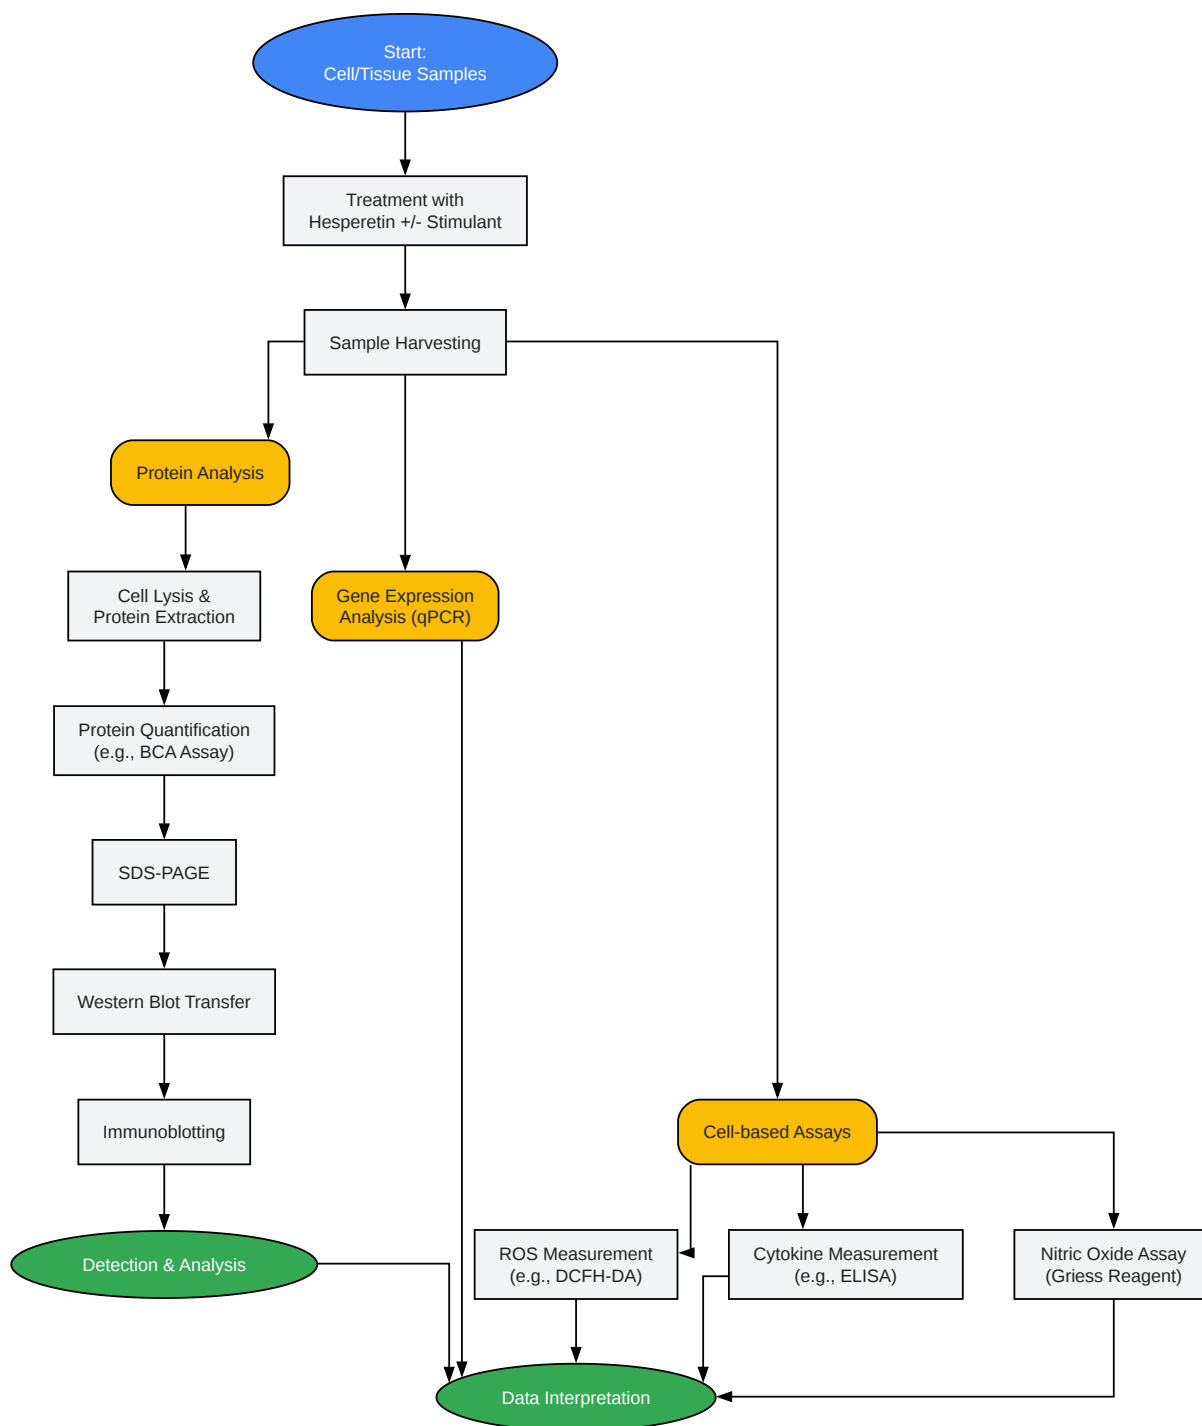 Start:
Cell/Tissue Samples
Treatment with
Hesperetin +/- Stimulant
Sample Harvesting
Protein Analysis
Cell Lysis &
Protein Extraction
Gene Expression
Analysis (qPCR)
Protein Quantification
(e.g., BCA Assay)
SDS-PAGE
Western Blot Transfer
Immunoblotting
Cell-based Assays
Detection & Analysis
ROS Measurement
(e.g., DCFH-DA)
Cytokine Measurement
(e.g., ELISA)
Nitric Oxide Assay
(Griess Reagent)
Data Interpretation